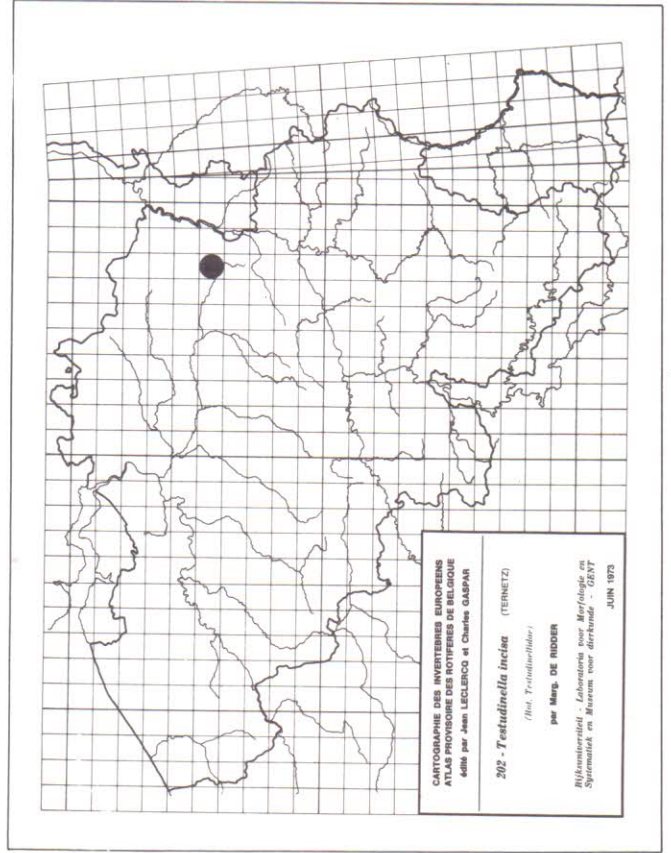 CARTOGRAPHIE DES INVERTEBRES EUROPEENS
ATLAS PROVISOIRE DES ROTIFERES DE BELGIQUE
édité par Jean LECLERCQ et Charles GASPAR
202 - Testudinella incisa (TERNETZ)
(Rot. Testudinellidae)
par Marg. DE RIDDER
Rijksuniversiteit - Laboratoria voor Morfologie en
Systematiek en Museum voor dierkunde - GENT
JUIN 1973